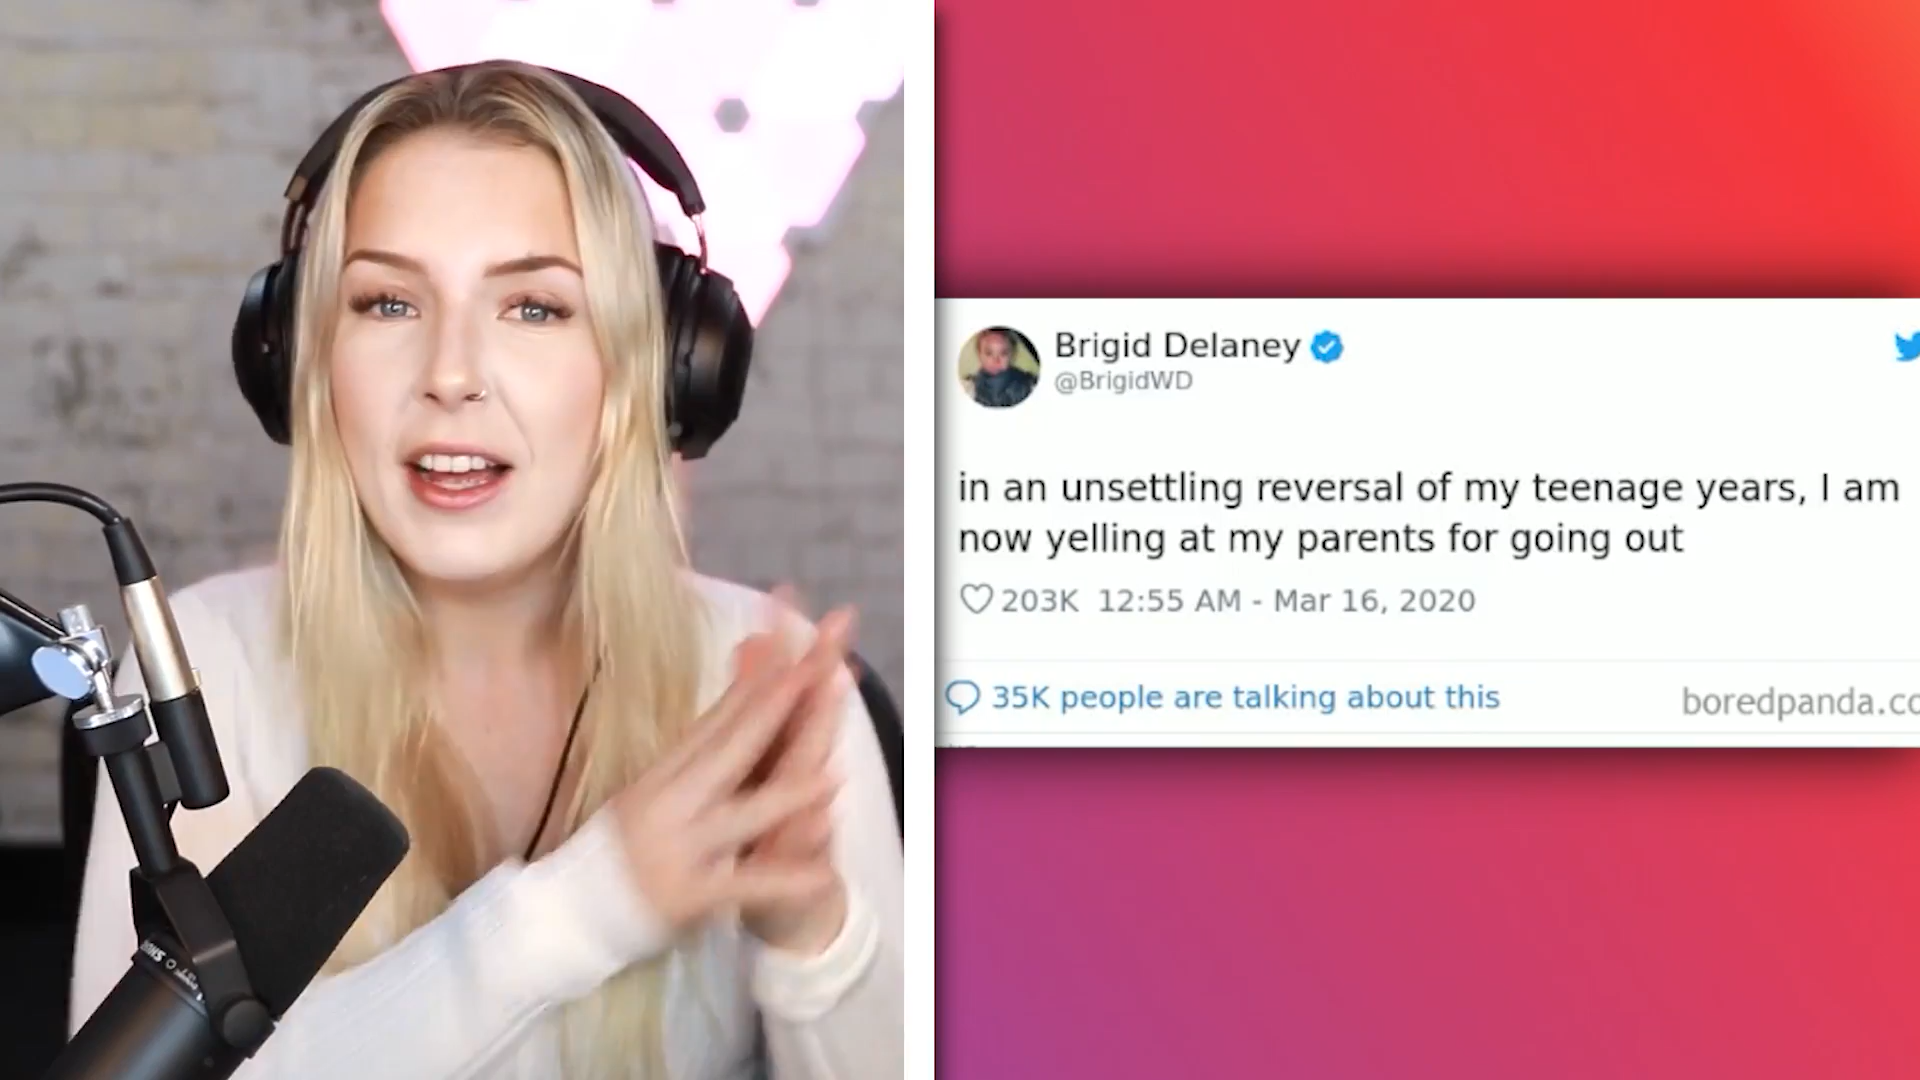 Brigid Delaney
@BrigidWD
in an unsettling reversal of my teenage years, I am
now yelling at my parents for going out
203K 12:55 AM - Mar 16, 2020
35K people are talking about this
boredpanda.co